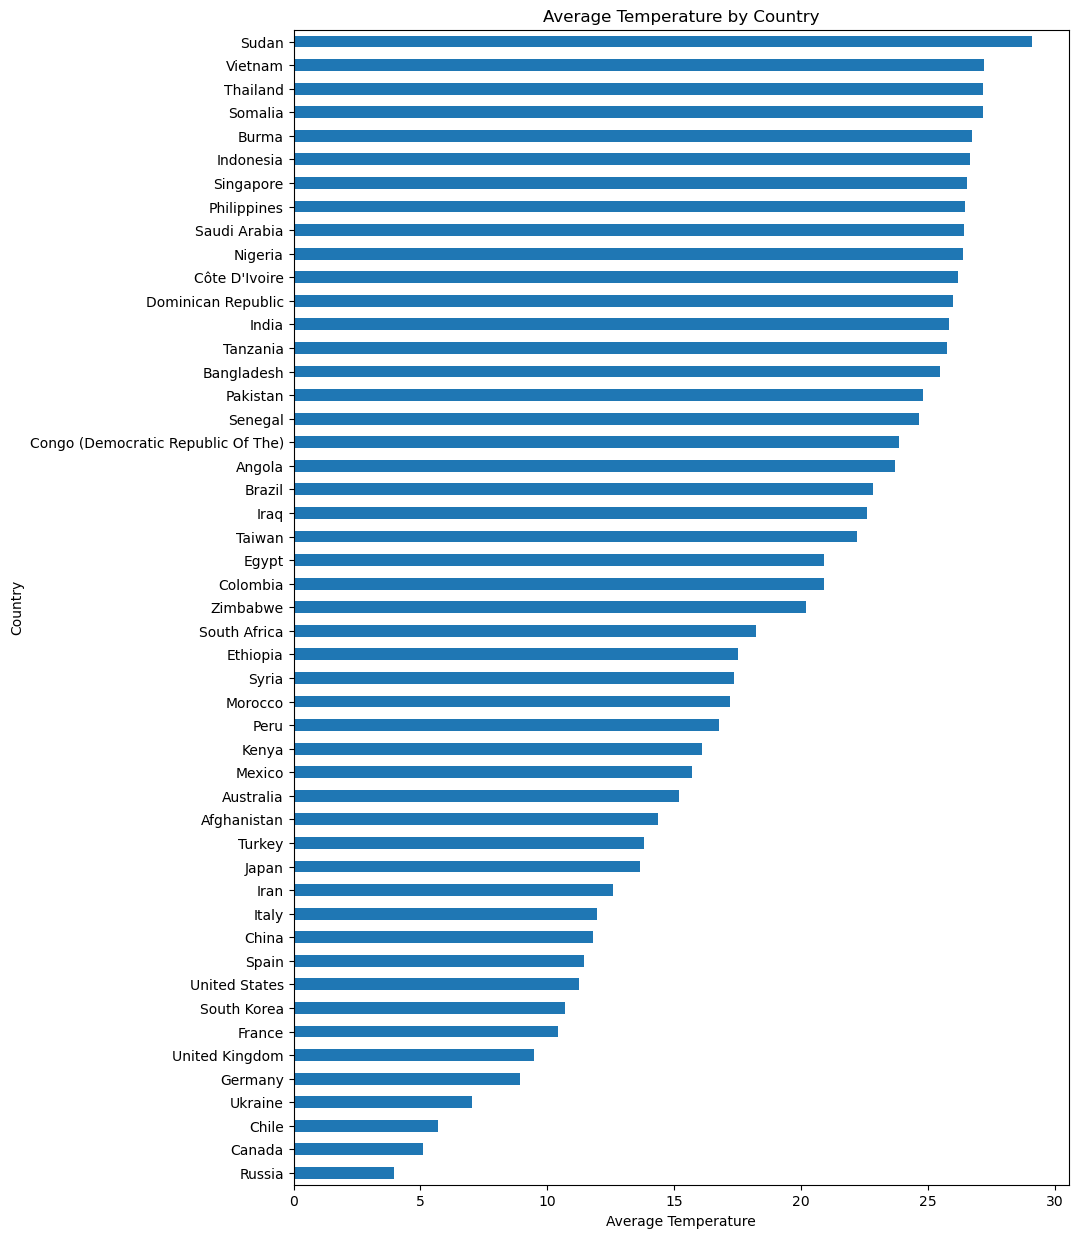 Average Temperature by Country
Sudan
Vietnam
Thailand
Somalia
Burma
Indonesia
Singapore
Philippines
Saudi Arabia
Nigeria
Côte D'Ivoire
Dominican Republic
India
Tanzania
Bangladesh
Pakistan
Senegal
Congo (Democratic Republic Of The)
Angola
Brazil
Iraq
Taiwan
Egypt
Colombia
Zimbabwe
South Africa
Ethiopia
Syria
Morocco
Peru
Kenya
Mexico
Australia
Afghanistan
Turkey
Japan
Iran
Italy
China
Spain
United States
South Korea
France
United Kingdom
Germany
Ukraine
Chile
Canada
Russia
Country
0 5 10 15 20 25 30
Average Temperature